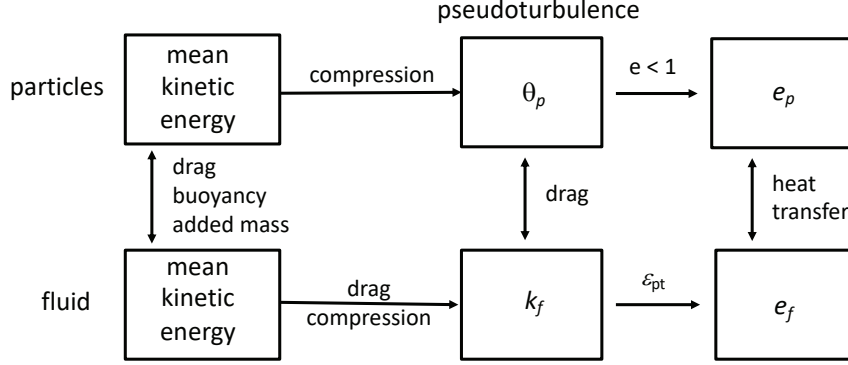 pseudoturbulence
particles
mean
kinetic
energy
compression
θp
e < 1
ep
drag
buoyancy
added mass
drag
heat
transfer
fluid
mean
kinetic
energy
drag
compression
kf
εpt
ef